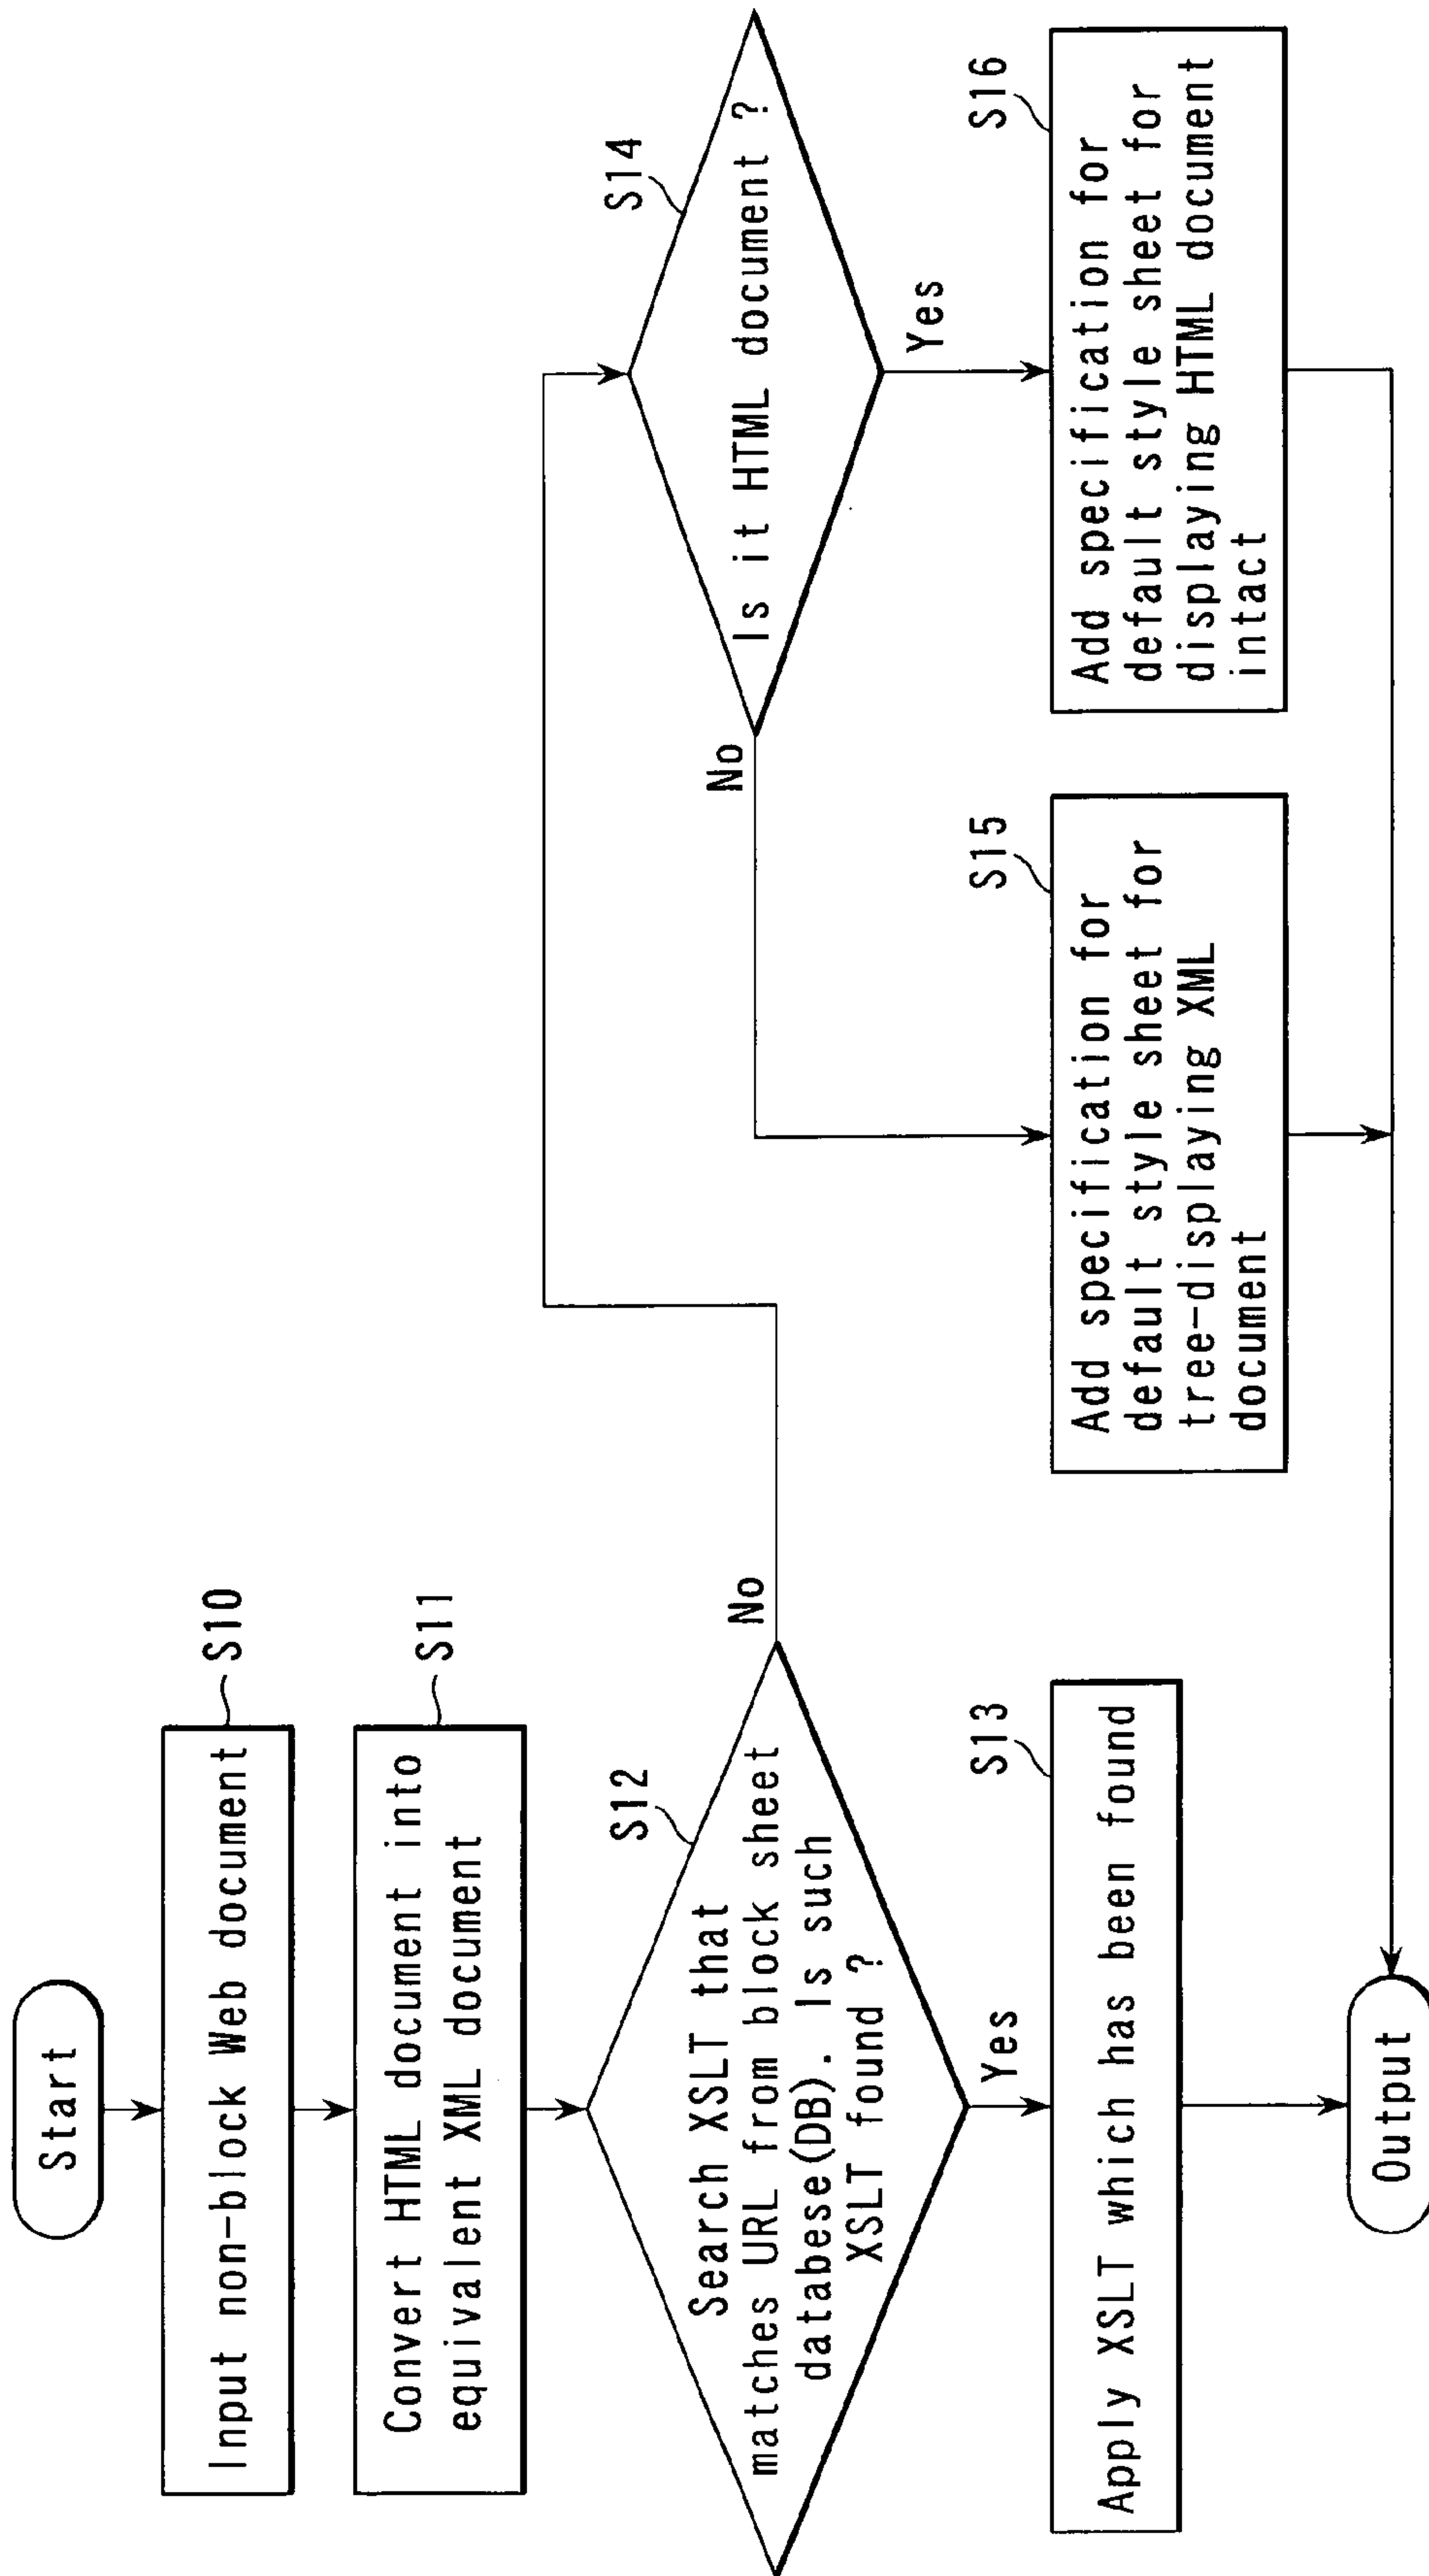 Start
Input non-block Web document
S10
Convert HTML document into
equivalent XML document
S11
Search XSLT that
matches URL from block sheet
databese(DB). Is such
XSLT found ?
S12
No
Yes
Apply XSLT which has been found
S13
Is it HTML document ?
S14
No
Yes
Add specification for
default style sheet for
tree-displaying XML
document
S15
Add specification for
default style sheet for
displaying HTML document
intact
S16
Output